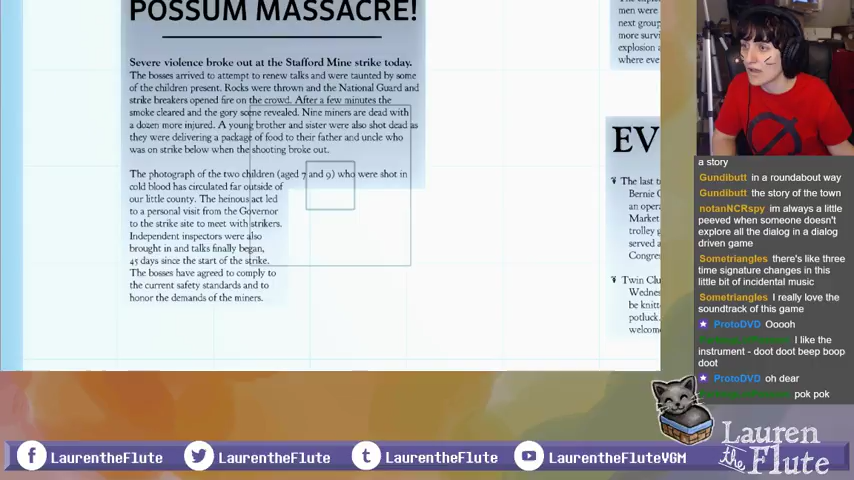 POSSUM MASSACRE!
Severe violence broke out at the Stafford Mine strike today.
The bosses arrived to attempt to renew talks and were taunted by some
of the children present. Rocks were thrown and the National Guard and
strike breakers opened fire on the crowd. After a few minutes the
smoke cleared and the gory scene revealed. Nine miners are dead with
a dozen more injured. A young brother and sister were also shot dead as
they were delivering a package of food to their father and uncle who
was on strike below when the shooting broke out.
The photograph of the two children (aged 7 and 9) who were shot in
cold blood has circulated far outside of
our little county. The heinous act led
to a personal visit from the Governor
to the strike site to meet with strikers.
Independent inspectors were also
brought in and talks finally began,
45 days since the start of the strike.
The bosses have agreed to comply to
the current safety standards and to
honor the demands of the miners.
men were
next group
more survi
explosion a
where eve
EV
The last t
Bernie C
an opera
Market
trolley g
served a
Congres
Twin Clu
Wednes
be knitt
potluck.
welcome
a story
Gundibutt in a roundabout way
Gundibutt the story of the town
notanNCRspy im always a little
peeved when someone doesn't
explore all the dialog in a dialog
driven game
Sometriangles there's like three
time signature changes in this
little bit of incidental music
Sometriangles I really love the
soundtrack of this game
ProtoDVD Ooooh
I like the
instrument - doot doot beep boop
doot
ProtoDVD oh dear
pok pok
Lauren
the Flute
LaurentheFlute
LaurentheFlute
LaurentheFlute
LaurentheFluteVGM